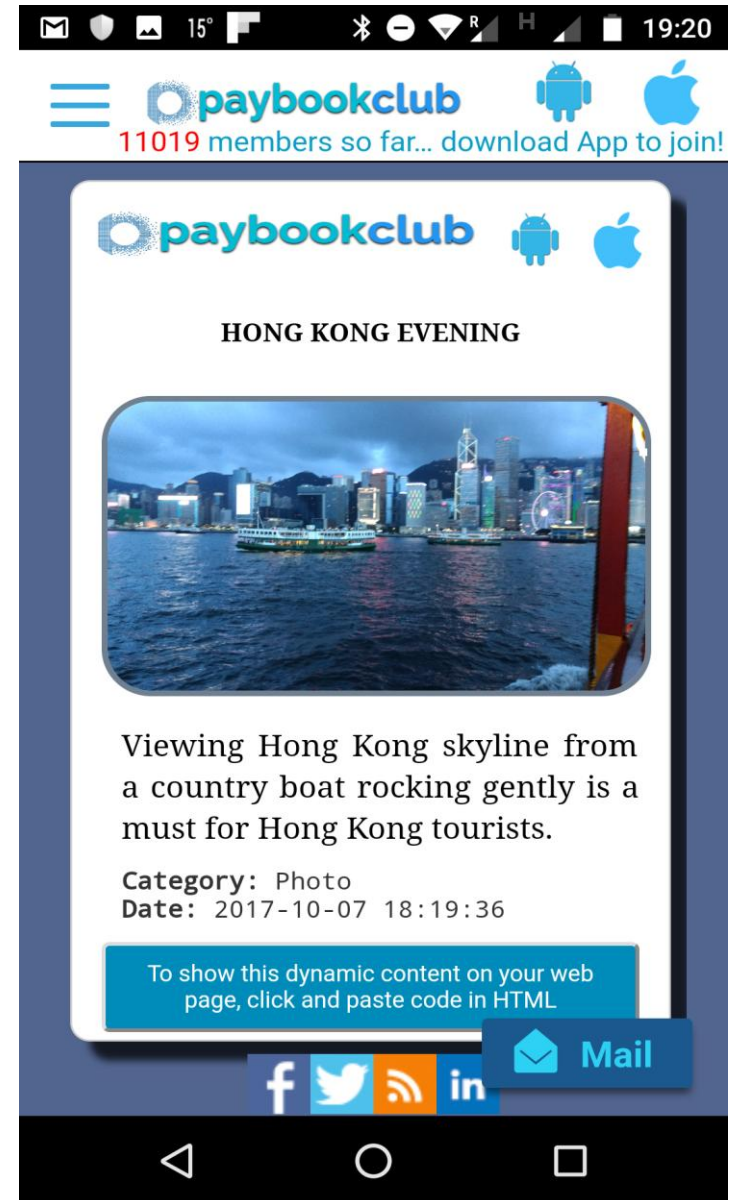 15° R H 19:20
paybookclub
11019 members so far... download App to join!
paybookclub
HONG KONG EVENING
Viewing Hong Kong skyline from
a country boat rocking gently is a
must for Hong Kong tourists.
Category: Photo
Date: 2017-10-07 18:19:36
To show this dynamic content on your web
page, click and paste code in HTML
Mail
f in